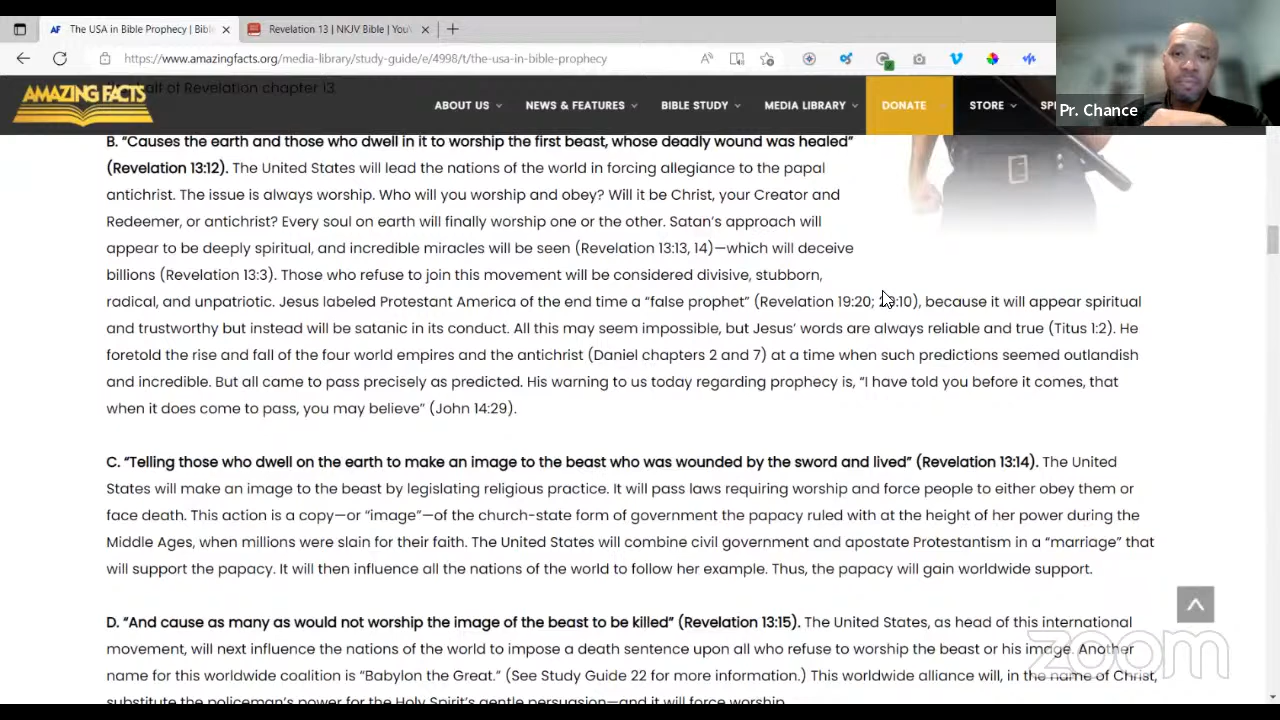 The USA in Bible Prophecy | Bibl
Revelation 13 | NKJV Bible | You
https://www.amazingfacts.org/media-library/study-guide/e/4998/t/the-usa-in-bible-prophecy
Pr. Chance
AMAZING FACTS
ABOUT US
NEWS & FEATURES
BIBLE STUDY
MEDIA LIBRARY
DONATE
STORE
SP
half of Revelation chapter 13.
B. “Causes the earth and those who dwell in it to worship the first beast, whose deadly wound was healed”
(Revelation 13:12). The United States will lead the nations of the world in forcing allegiance to the papal
antichrist. The issue is always worship. Who will you worship and obey? Will it be Christ, your Creator and
Redeemer, or antichrist? Every soul on earth will finally worship one or the other. Satan’s approach will
appear to be deeply spiritual, and incredible miracles will be seen (Revelation 13:13, 14)—which will deceive
billions (Revelation 13:3). Those who refuse to join this movement will be considered divisive, stubborn,
radical, and unpatriotic. Jesus labeled Protestant America of the end time a “false prophet” (Revelation 19:20; :10), because it will appear spiritual
and trustworthy but instead will be satanic in its conduct. All this may seem impossible, but Jesus’ words are always reliable and true (Titus 1:2). He
foretold the rise and fall of the four world empires and the antichrist (Daniel chapters 2 and 7) at a time when such predictions seemed outlandish
and incredible. But all came to pass precisely as predicted. His warning to us today regarding prophecy is, “I have told you before it comes, that
when it does come to pass, you may believe” (John 14:29).
C. “Telling those who dwell on the earth to make an image to the beast who was wounded by the sword and lived” (Revelation 13:14). The United
States will make an image to the beast by legislating religious practice. It will pass laws requiring worship and force people to either obey them or
face death. This action is a copy—or “image”—of the church-state form of government the papacy ruled with at the height of her power during the
Middle Ages, when millions were slain for their faith. The United States will combine civil government and apostate Protestantism in a “marriage” that
will support the papacy. It will then influence all the nations of the world to follow her example. Thus, the papacy will gain worldwide support.
D. “And cause as many as would not worship the image of the beast to be killed” (Revelation 13:15). The United States, as head of this international
movement, will next influence the nations of the world to impose a death sentence upon all who refuse to worship the beast or his image. Another
name for this worldwide coalition is “Babylon the Great.” (See Study Guide 22 for more information.) This worldwide alliance will, in the name of Christ,
substitute the policeman’s power for the Holy Spirit’s gentle persuasion—and it will force worship.
zoom